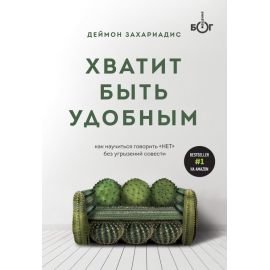 БОГ
ДЕЙМОН ЗАХАРИАДИС
ХВАТИТ
БЫТЬ
УДОБНЫМ
как научиться говорить «НЕТ»
без угрызений совести
BESTSELLER
#1
НА AMAZON